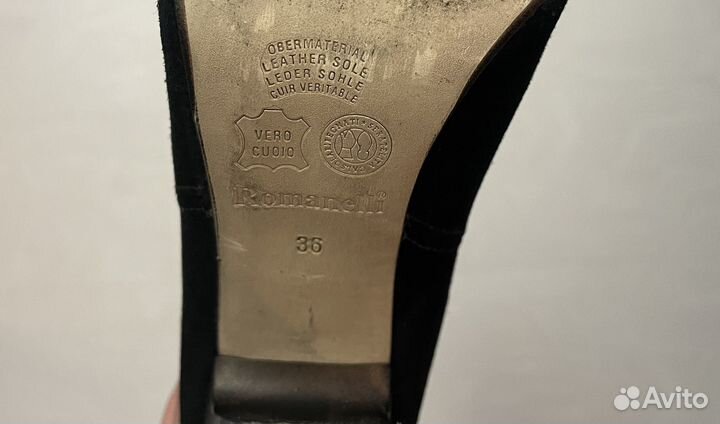 OBERMATERIAL
LEATHER SOLE
LEDER SOHLE
CUIR VERITABLE
VERO
CUOIO
Romanelli®
36
Avito